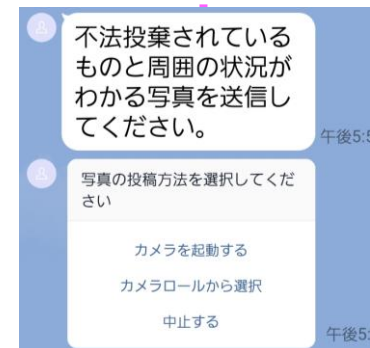 不法投棄されている
ものと周囲の状況が
わかる写真を送信し
てください。
午後5:5
写真の投稿方法を選択してくだ
さい
カメラを起動する
カメラロールから選択
中止する
午後5: